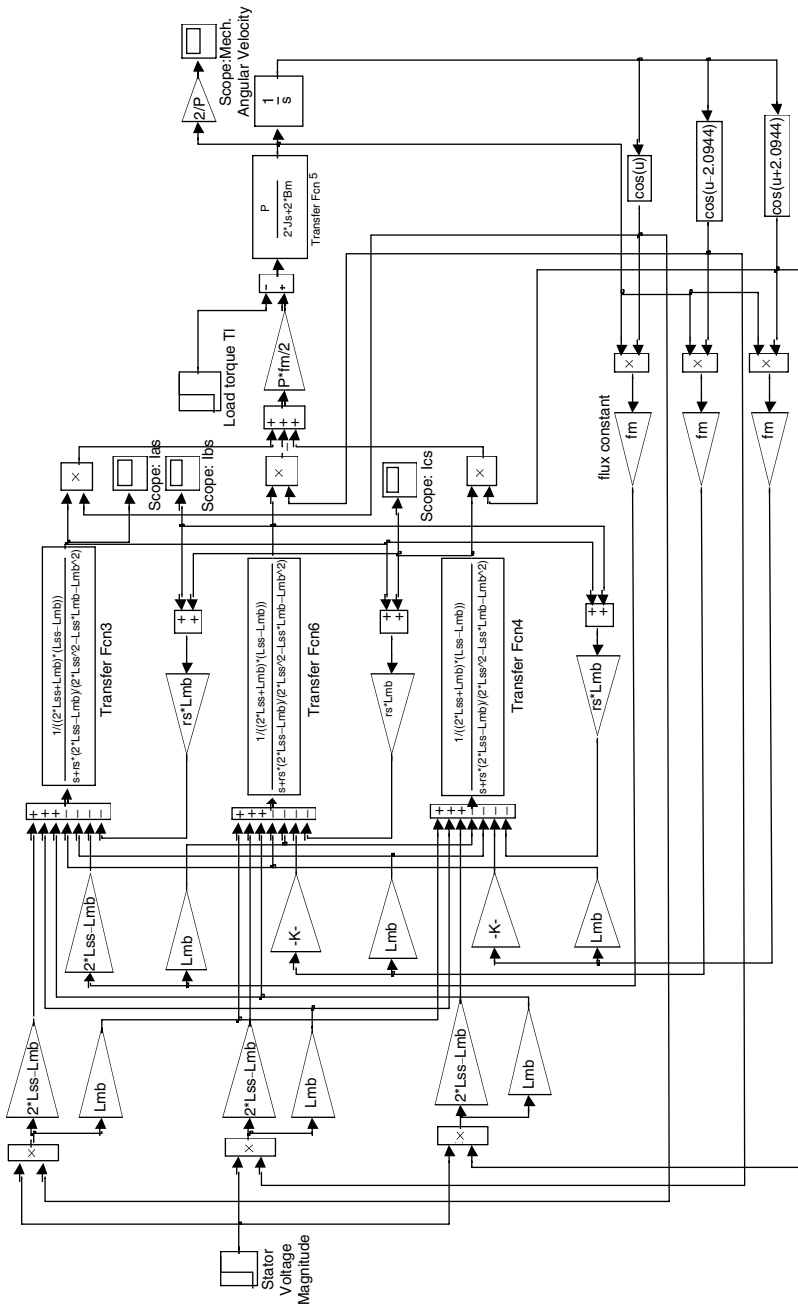 Stator
Voltage
Magnitude
×
×
×
2*Lss–Lmb
Lmb
2*Lss–Lmb
Lmb
2*Lss–Lmb
Lmb
2*Lss–Lmb
Lmb
-K-
Lmb
-K-
Lmb
+
+
+
–
–
–
–
+
+
+
–
–
–
–
+
+
+
–
–
–
–
1/((2*Lss+Lmb)*(Lss–Lmb))
s+rs*(2*Lss–Lmb)/(2*Lss^2–Lss*Lmb–Lmb^2)
Transfer Fcn3
rs*Lmb
+
+
1/((2*Lss+Lmb)*(Lss–Lmb))
s+rs*(2*Lss–Lmb)/(2*Lss^2–Lss*Lmb–Lmb^2)
Transfer Fcn6
rs*Lmb
+
+
1/((2*Lss+Lmb)*(Lss–Lmb))
s+rs*(2*Lss–Lmb)/(2*Lss^2–Lss*Lmb–Lmb^2)
Transfer Fcn4
rs*Lmb
+
+
×
Scope: Ias
Scope: Ibs
×
Scope: Ics
×
+
+
+
P*fm/2
Load torque Tl
–
+
P
2*Js+2*Bm
Transfer Fcn 5
2/P
Scope:Mech.
Angular Velocity
1
s
cos(u)
cos(u–2.0944)
cos(u+2.0944)
×
×
×
flux constant
fm
fm
fm